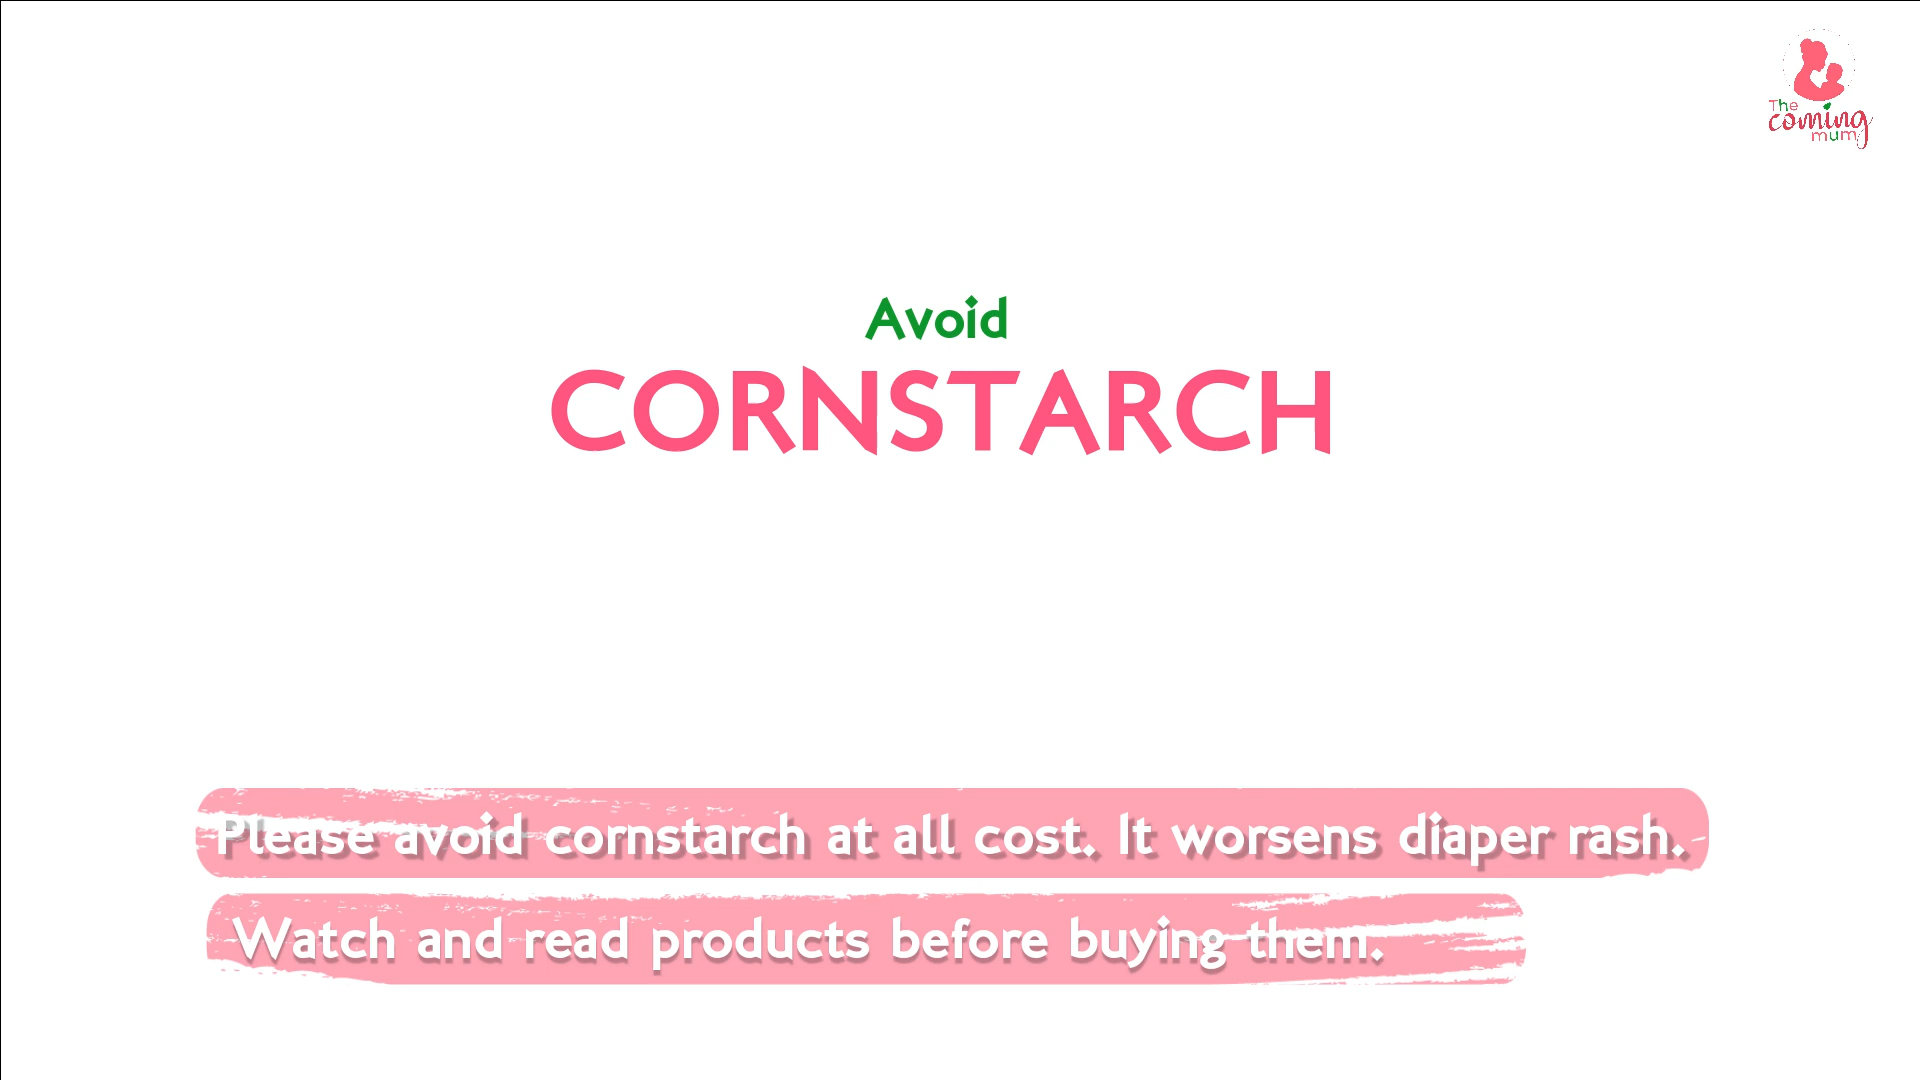 The
coming
mum
Avoid
CORNSTARCH
Please avoid cornstarch at all cost. It worsens diaper rash.
Watch and read products before buying them.